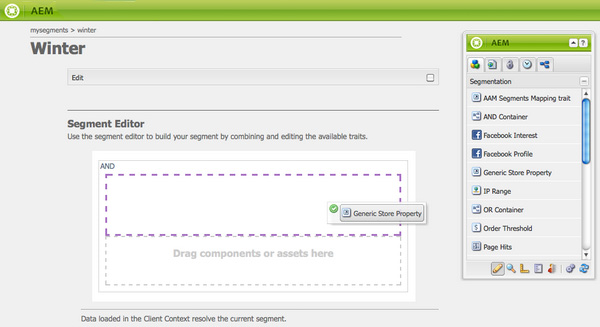 AEM
mysegments > winter
Winter
Edit
Segment Editor
Use the segment editor to build your segment by combining and editing the available traits.
AND
Generic Store Property
Drag components or assets here
Data loaded in the Client Context resolve the current segment.
AEM
?
Segmentation
AAM Segments Mapping trait
AND Container
Facebook Interest
Facebook Profile
Generic Store Property
IP Range
OR Container
Order Threshold
Page Hits